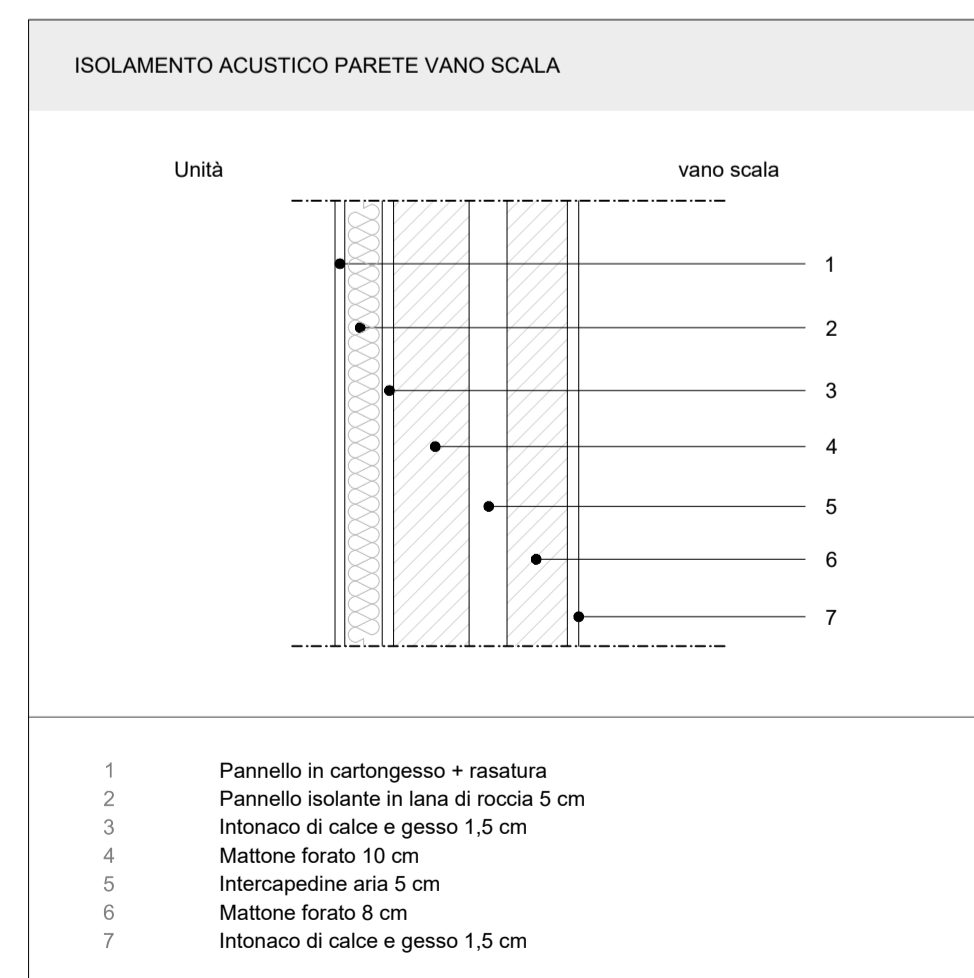 ISOLAMENTO ACUSTICO PARETE VANO SCALA
Unità vano scala
1
2
3
4
5
6
7
1 Pannello in cartongesso + rasatura
2 Pannello isolante in lana di roccia 5 cm
3 Intonaco di calce e gesso 1,5 cm
4 Mattone forato 10 cm
5 Intercapedine aria 5 cm
6 Mattone forato 8 cm
7 Intonaco di calce e gesso 1,5 cm